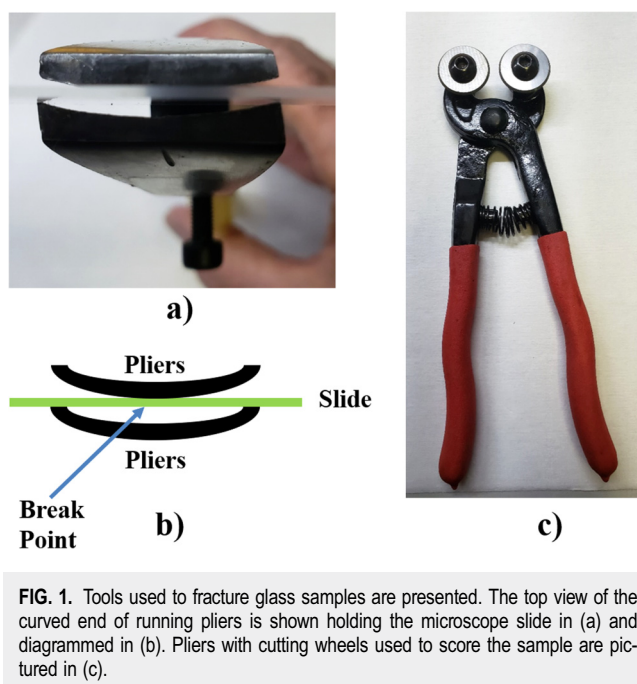 a)
Pliers
Slide
Pliers
Break
Point
b)
c)
FIG. 1. Tools used to fracture glass samples are presented. The top view of the
curved end of running pliers is shown holding the microscope slide in (a) and
diagrammed in (b). Pliers with cutting wheels used to score the sample are pic-
tured in (c).